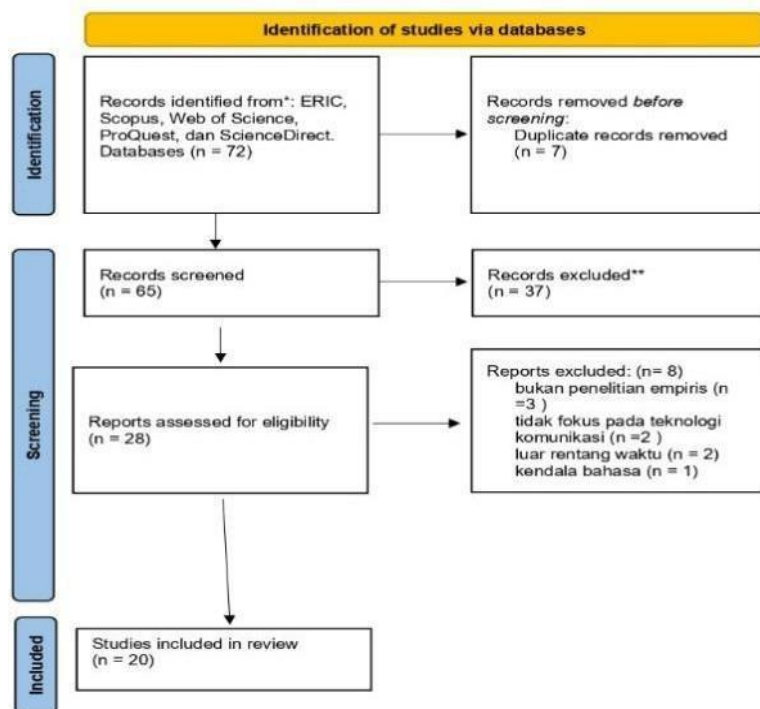 Identification of studies via databases
Identification
Records identified from*: ERIC,
Scopus, Web of Science,
ProQuest, dan ScienceDirect.
Databases (n = 72)
Records removed before
screening:
Duplicate records removed
(n = 7)
Screening
Records screened
(n = 65)
Records excluded**
(n = 37)
Reports assessed for eligibility
(n = 28)
Reports excluded: (n= 8)
bukan penelitian empiris (n
=3 )
tidak fokus pada teknologi
komunikasi (n =2 )
luar rentang waktu (n = 2)
kendala bahasa (n = 1)
Included
Studies included in review
(n = 20)